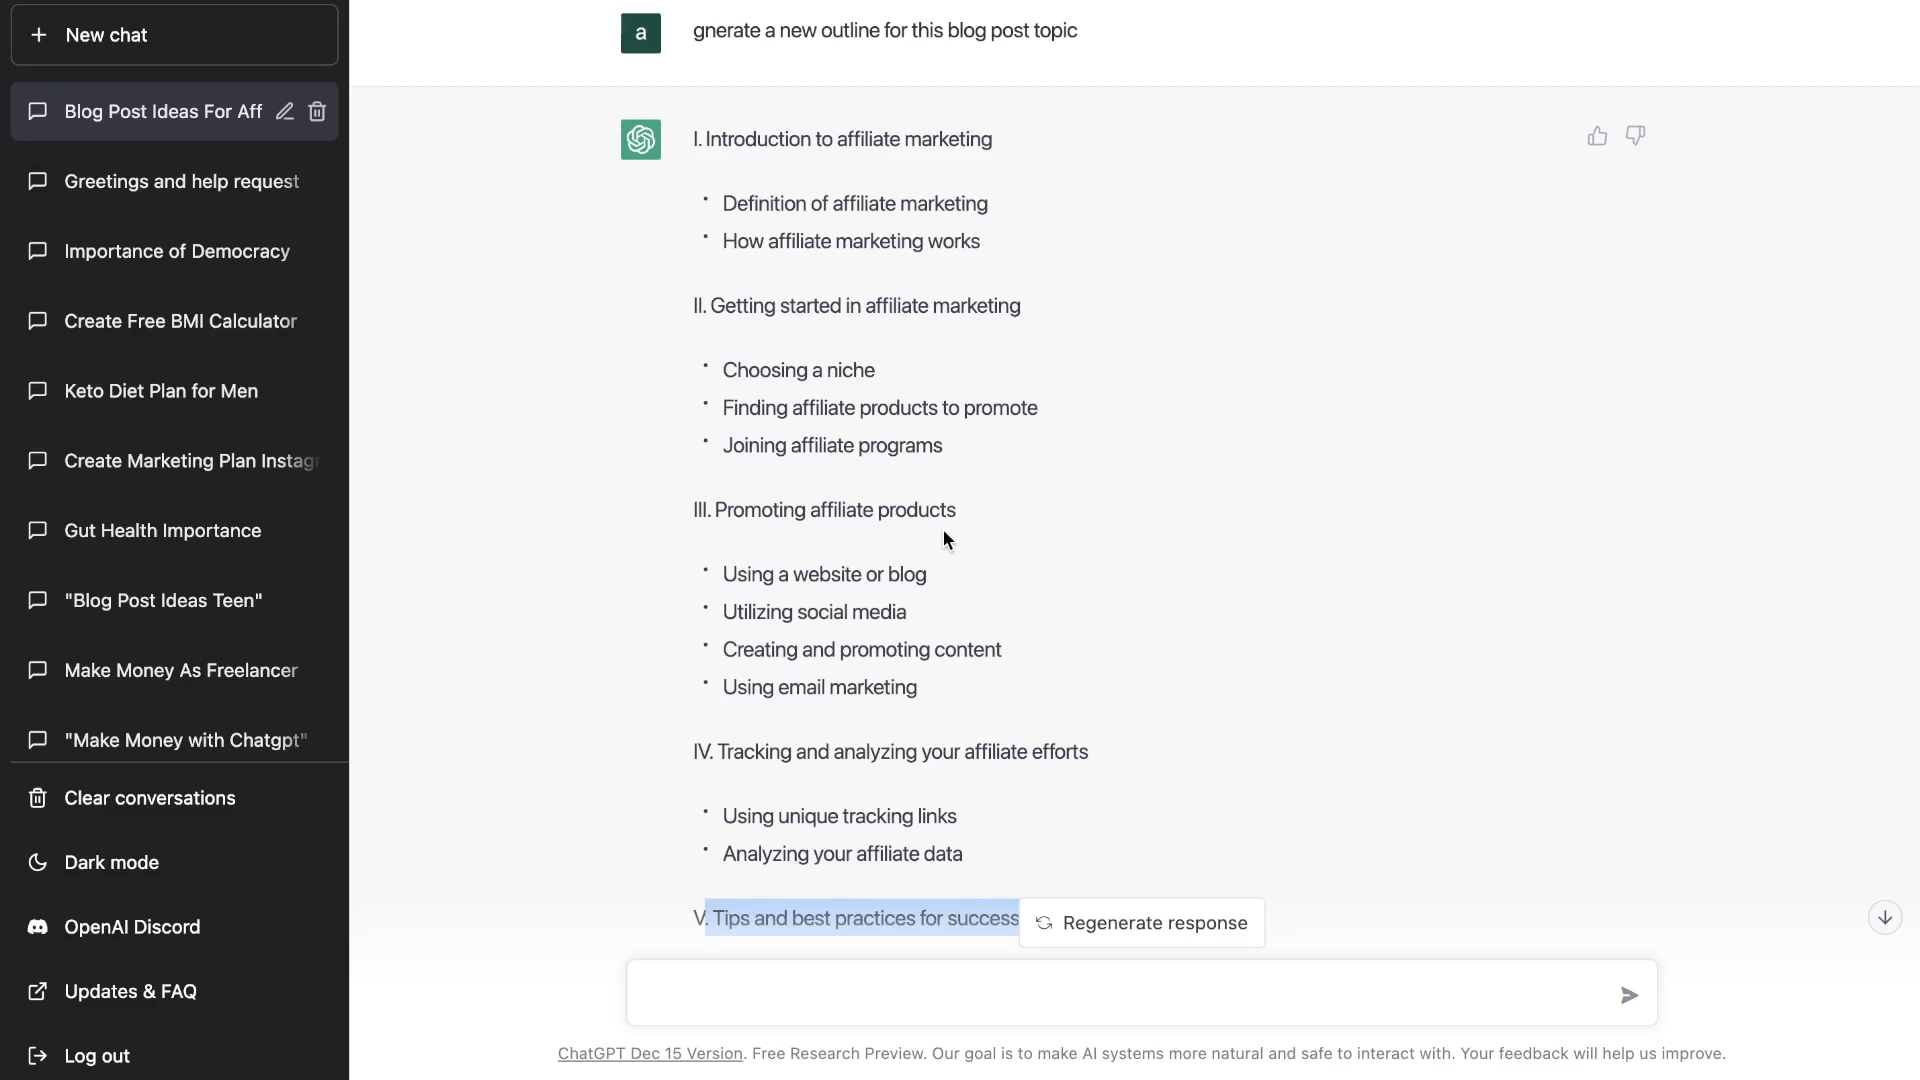 New chat
Blog Post Ideas For Aff
Greetings and help request
Importance of Democracy
Create Free BMI Calculator
Keto Diet Plan for Men
Create Marketing Plan Instagr
Gut Health Importance
"Blog Post Ideas Teen"
Make Money As Freelancer
"Make Money with Chatgpt"
Clear conversations
Dark mode
OpenAI Discord
Updates & FAQ
Log out
a
gnerate a new outline for this blog post topic
I. Introduction to affiliate marketing
• Definition of affiliate marketing
• How affiliate marketing works
II. Getting started in affiliate marketing
• Choosing a niche
• Finding affiliate products to promote
• Joining affiliate programs
III. Promoting affiliate products
• Using a website or blog
• Utilizing social media
• Creating and promoting content
• Using email marketing
IV. Tracking and analyzing your affiliate efforts
• Using unique tracking links
• Analyzing your affiliate data
V. Tips and best practices for success
Regenerate response
ChatGPT Dec 15 Version. Free Research Preview. Our goal is to make AI systems more natural and safe to interact with. Your feedback will help us improve.